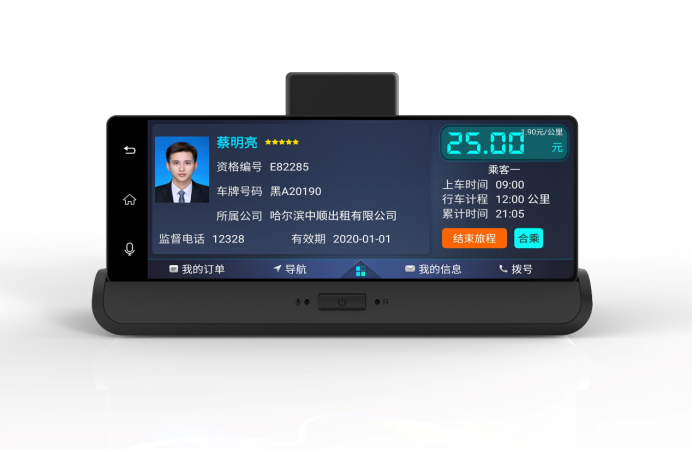 蔡明亮
资格编号 E82285
车牌号码 黑A20190
所属公司 哈尔滨中顺出租有限公司
监督电话 12328 有效期 2020-01-01
1.90元/公里
25.00 元
乘客一
上车时间 09:00
行车计程 12:00 公里
累计时间 21:05
结束旅程 合乘
我的订单 导航 我的信息 拨号
R